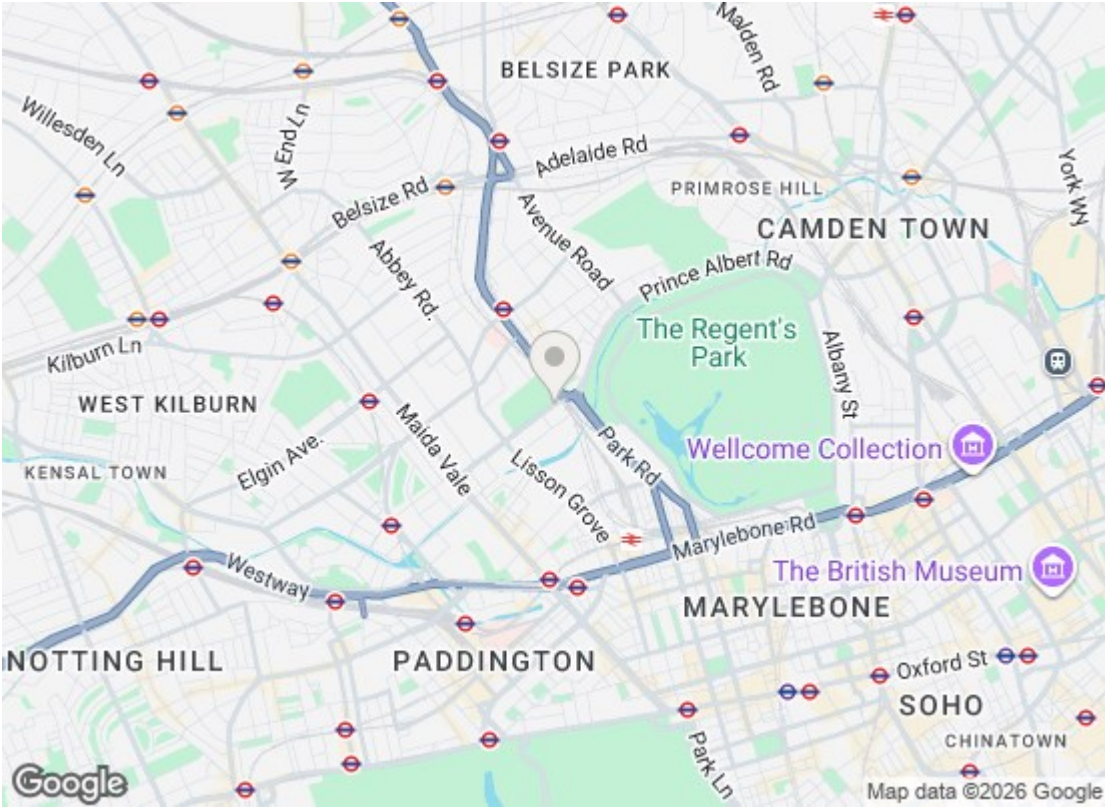 Malden Rd
BELSIZE PARK
Willesden Ln
W End Ln
Adelaide Rd
York Wy
PRIMROSE HILL
Belsize Rd
Avenue Road
CAMDEN TOWN
Abbey Rd.
Prince Albert Rd
The Regent's
Park
Albany St
Kilburn Ln
WEST KILBURN
Maida Vale
Park Rd
Wellcome Collection
Elgin Ave.
KENSAL TOWN
Lisson Grove
Marylebone Rd
Westway
The British Museum
MARYLEBONE
NOTTING HILL
PADDINGTON
Oxford St
SOHO
CHINATOWN
Park Ln
Google
Map data ©2026 Google